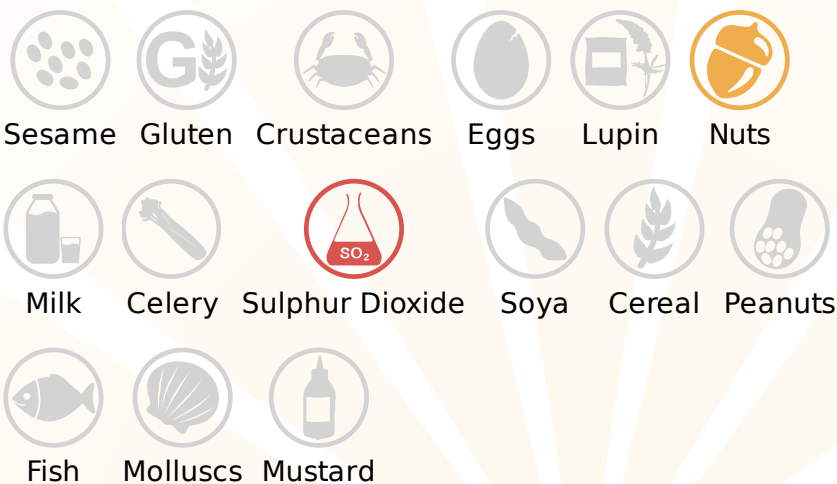 G
Sesame Gluten Crustaceans Eggs Lupin Nuts
SO₂
Milk Celery Sulphur Dioxide Soya Cereal Peanuts
Fish Molluscs Mustard